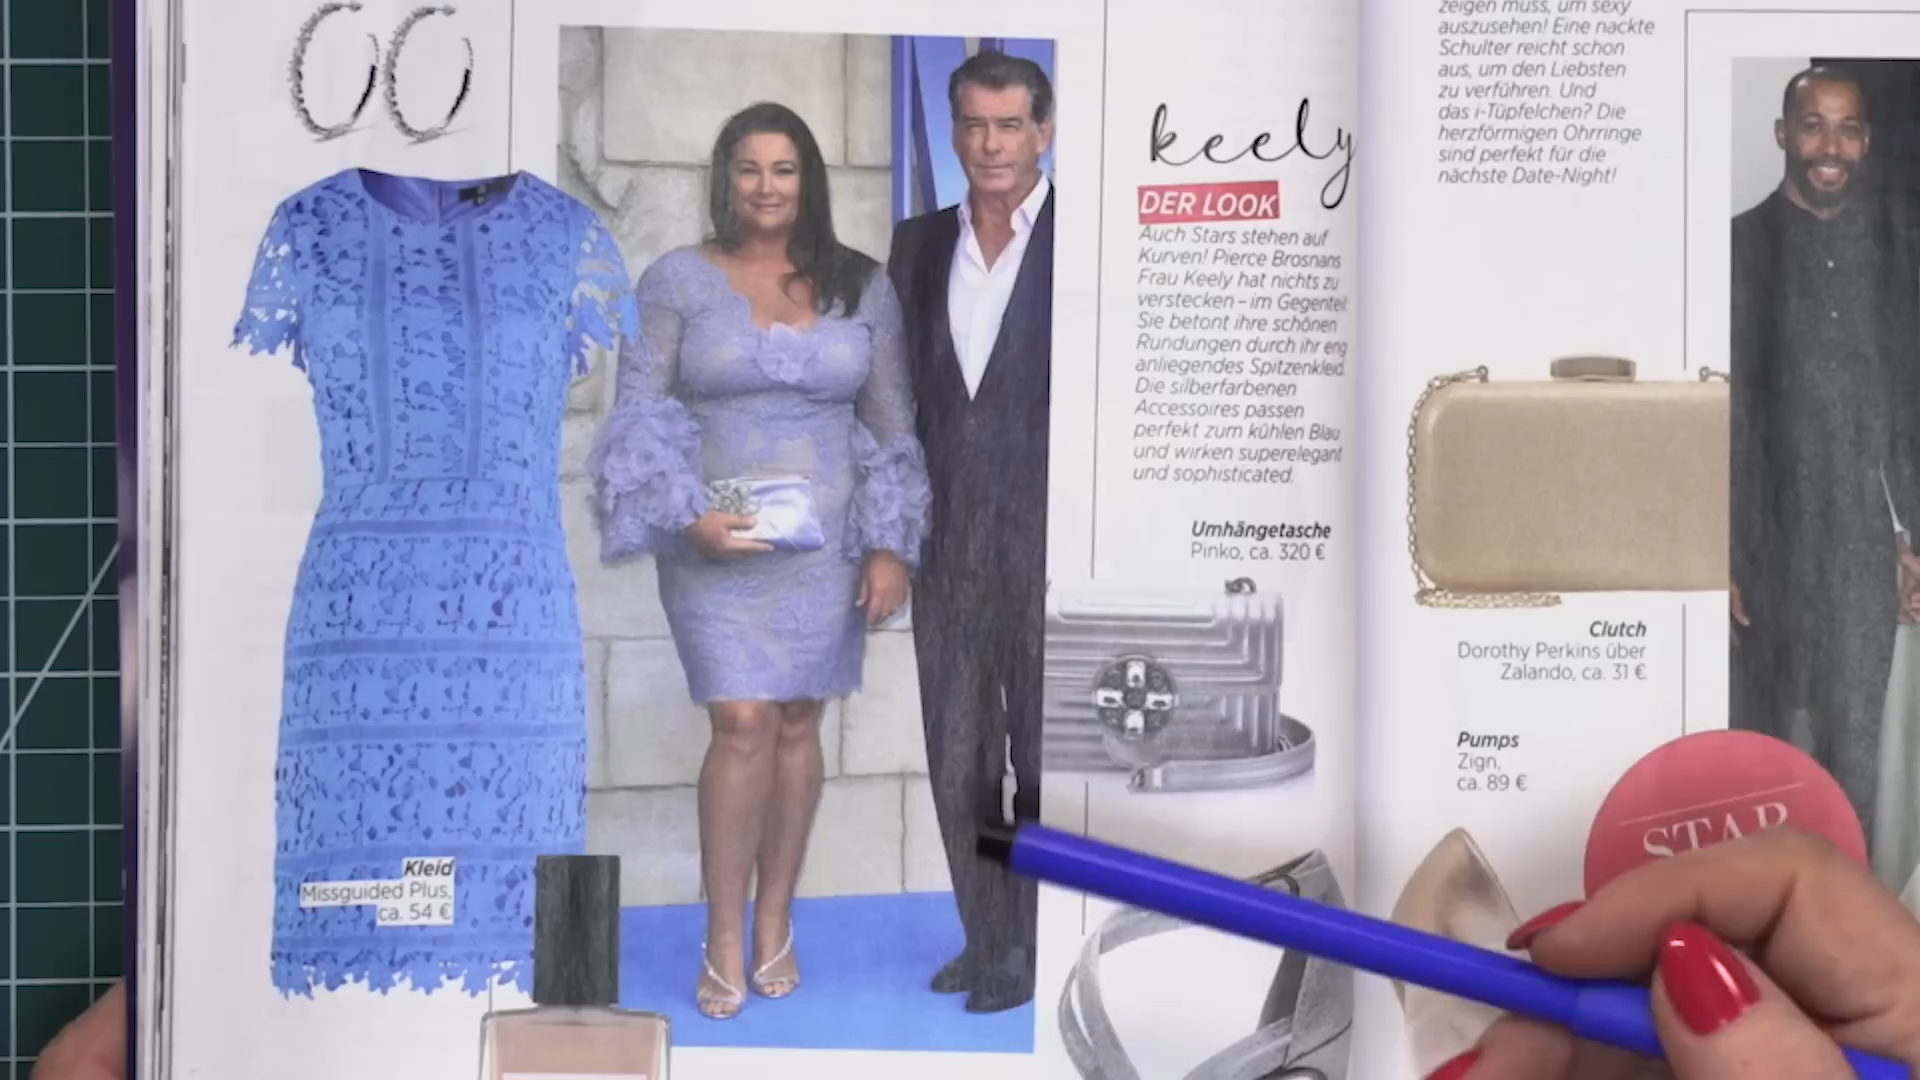 keely
DER LOOK
Auch Stars stehen auf
Kurven! Pierce Brosnans
Frau Keely hat nichts zu
verstecken – im Gegenteil:
Sie betont ihre schönen
Rundungen durch ihr eng
anliegendes Spitzenkleid.
Die silberfarbenen
Accessoires passen
perfekt zum kühlen Blau
und wirken superelegant
und sophisticated.
Umhängetasche
Pinko, ca. 320 €
Kleid
Missguided Plus,
ca. 54 €
zeigen muss, um sexy
auszusehen! Eine nackte
Schulter reicht schon
aus, um den Liebsten
zu verführen. Und
das i-Tüpfelchen? Die
herzförmigen Ohrringe
sind perfekt für die
nächste Date-Night!
Clutch
Dorothy Perkins über
Zalando, ca. 31 €
Pumps
Zign,
ca. 89 €
STAR